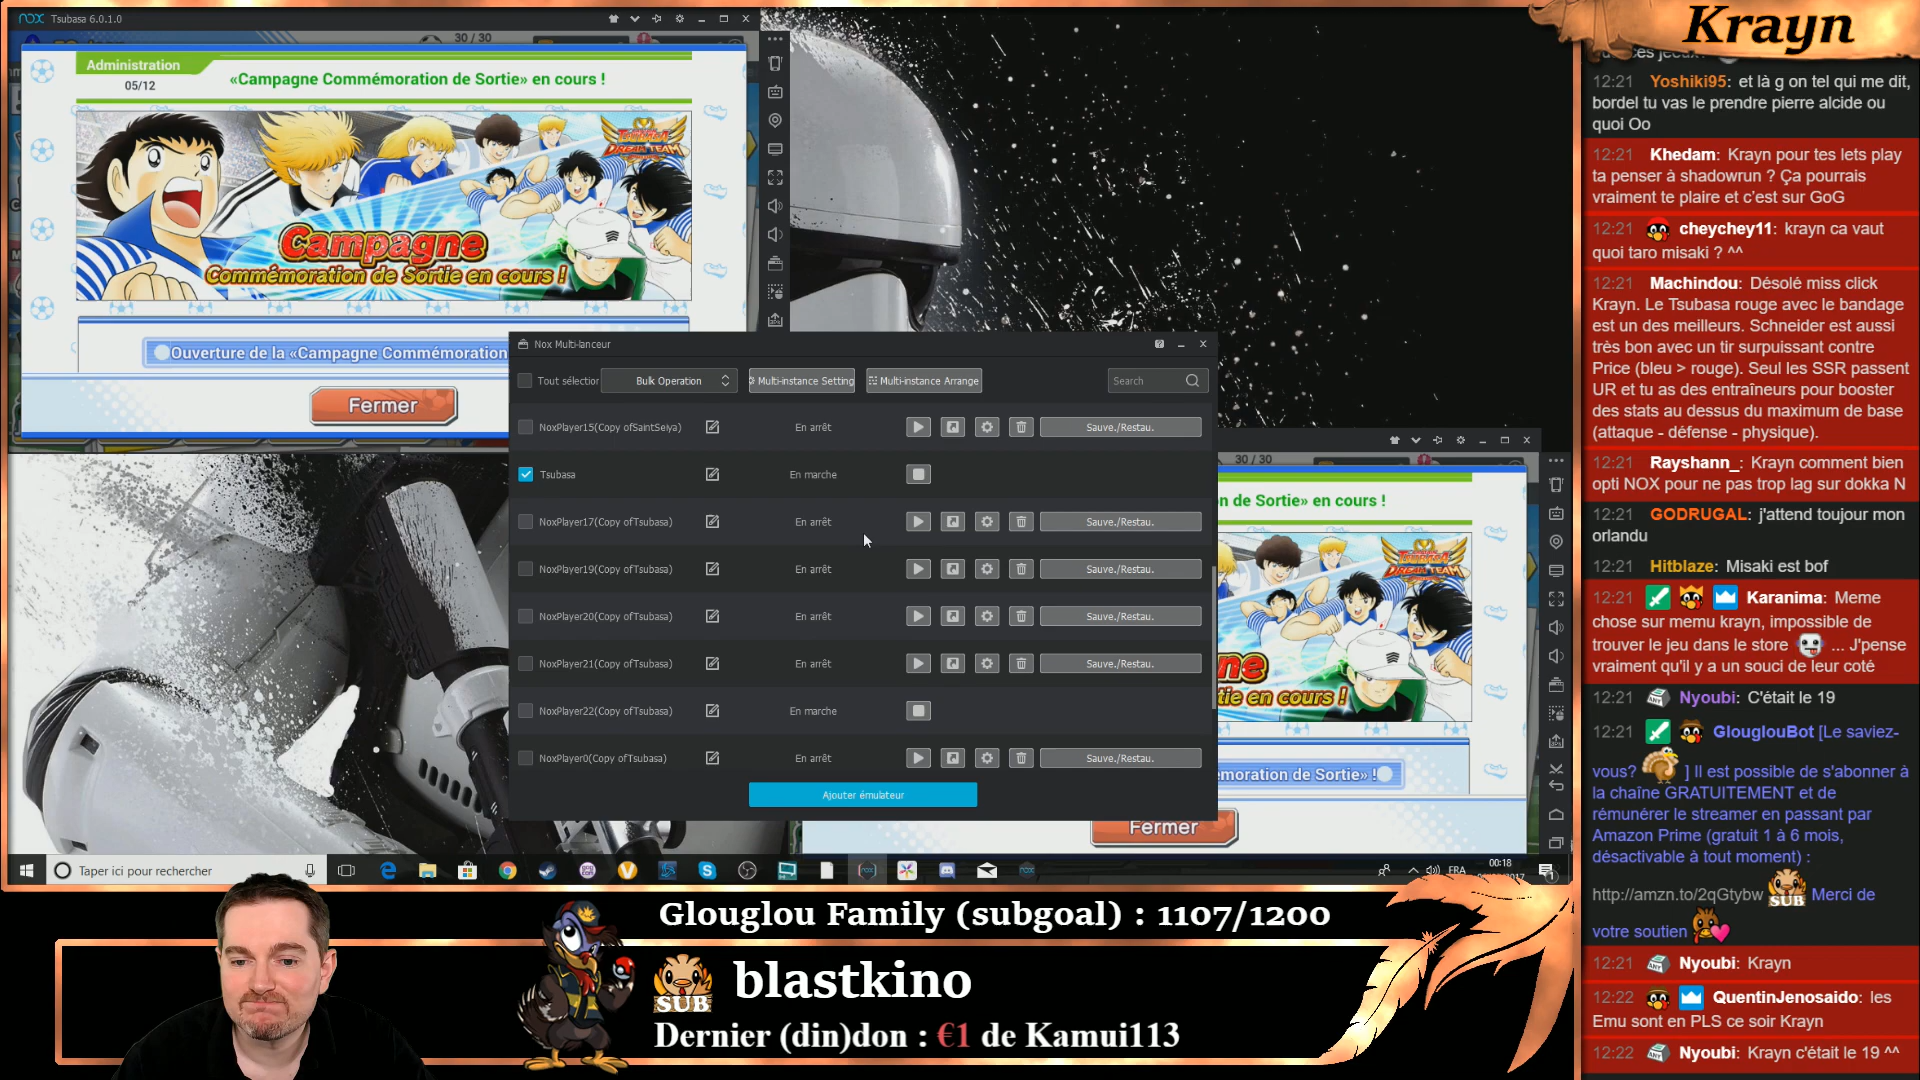 nox Tsubasa 6.0.1.0
30 / 30
Administration
05/12
«Campagne Commémoration de Sortie» en cours !
Campagne
Commémoration de Sortie en cours !
Ouverture de la «Campagne Commémoration
Fermer
Nox Multi-lanceur
Tout sélection
Bulk Operation
Multi-instance Setting
Multi-instance Arrange
Search
NoxPlayer15(Copy ofSaintSeiya) En arrêt Sauve./Restau.
Tsubasa En marche
NoxPlayer17(Copy ofTsubasa) En arrêt Sauve./Restau.
NoxPlayer19(Copy ofTsubasa) En arrêt Sauve./Restau.
NoxPlayer20(Copy ofTsubasa) En arrêt Sauve./Restau.
NoxPlayer21(Copy ofTsubasa) En arrêt Sauve./Restau.
NoxPlayer22(Copy ofTsubasa) En marche
NoxPlayer0(Copy ofTsubasa) En arrêt Sauve./Restau.
Ajouter émulateur
30 / 30
n de Sortie» en cours !
ne
tie en cours !
moration de Sortie» !
Fermer
Taper ici pour rechercher
FRA
00:18
Glouglou Family (subgoal) : 1107/1200
SUB blastkino
Dernier (din)don : €1 de Kamui113
Krayn
12:21 Yoshiki95: et là g on tel qui me dit,
bordel tu vas le prendre pierre alcide ou
quoi Oo
12:21 Khedam: Krayn pour tes lets play
ta penser à shadowrun ? Ça pourrais
vraiment te plaire et c'est sur GoG
12:21 cheychey11: krayn ca vaut
quoi taro misaki ? ^^
12:21 Machindou: Désolé miss click
Krayn. Le Tsubasa rouge avec le bandage
est un des meilleurs. Schneider est aussi
très bon avec un tir surpuissant contre
Price (bleu > rouge). Seul les SSR passent
UR et tu as des entraîneurs pour booster
des stats au dessus du maximum de base
(attaque - défense - physique).
12:21 Rayshann_: Krayn comment bien
opti NOX pour ne pas trop lag sur dokka N
12:21 GODRUGAL: j'attend toujour mon
orlandu
12:21 Hitblaze: Misaki est bof
12:21 Karanima: Meme
chose sur memu krayn, impossible de
trouver le jeu dans le store ... J'pense
vraiment qu'il y a un souci de leur coté
12:21 Nyoubi: C'était le 19
12:21 GlouglouBot [Le saviez-
vous? ] Il est possible de s'abonner à
la chaîne GRATUITEMENT et de
rémunérer le streamer en passant par
Amazon Prime (gratuit 1 à 6 mois,
désactivable à tout moment) :
http://amzn.to/2qGtybw SUB Merci de
votre soutien
12:21 Nyoubi: Krayn
12:22 QuentinJenosaido: les
Emu sont en PLS ce soir Krayn
12:22 Nyoubi: Krayn c'était le 19 ^^